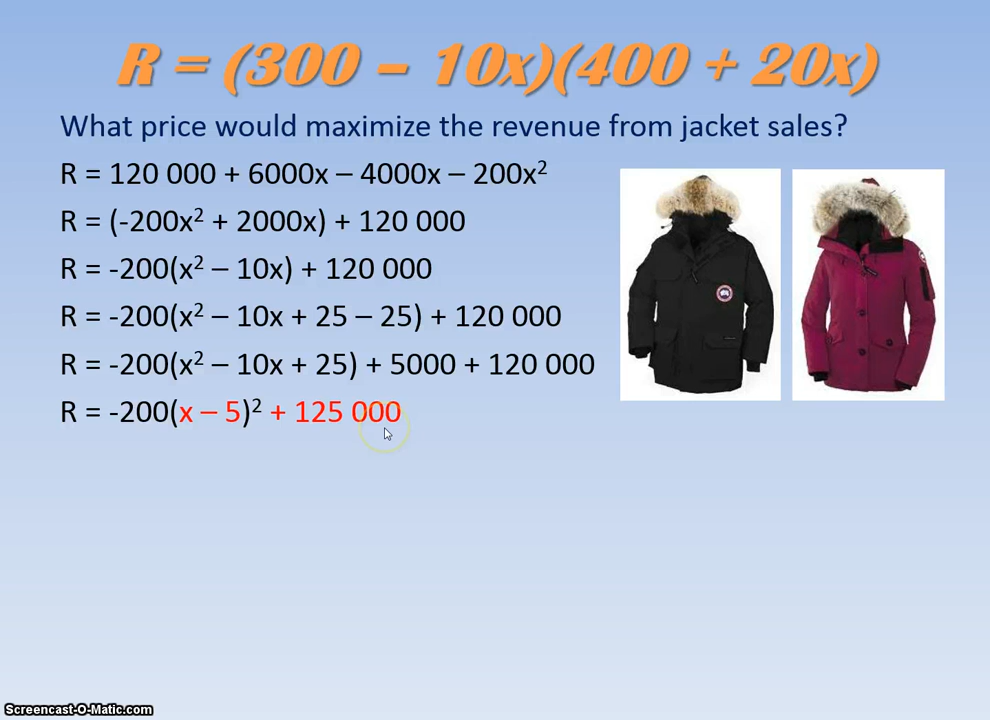 R = (300 – 10x)(400 + 20x)
What price would maximize the revenue from jacket sales?
R = 120 000 + 6000x – 4000x – 200x²
R = (-200x² + 2000x) + 120 000
R = -200(x² – 10x) + 120 000
R = -200(x² – 10x + 25 – 25) + 120 000
R = -200(x² – 10x + 25) + 5000 + 120 000
R = -200(x – 5)² + 125 000
Screencast-O-Matic.com